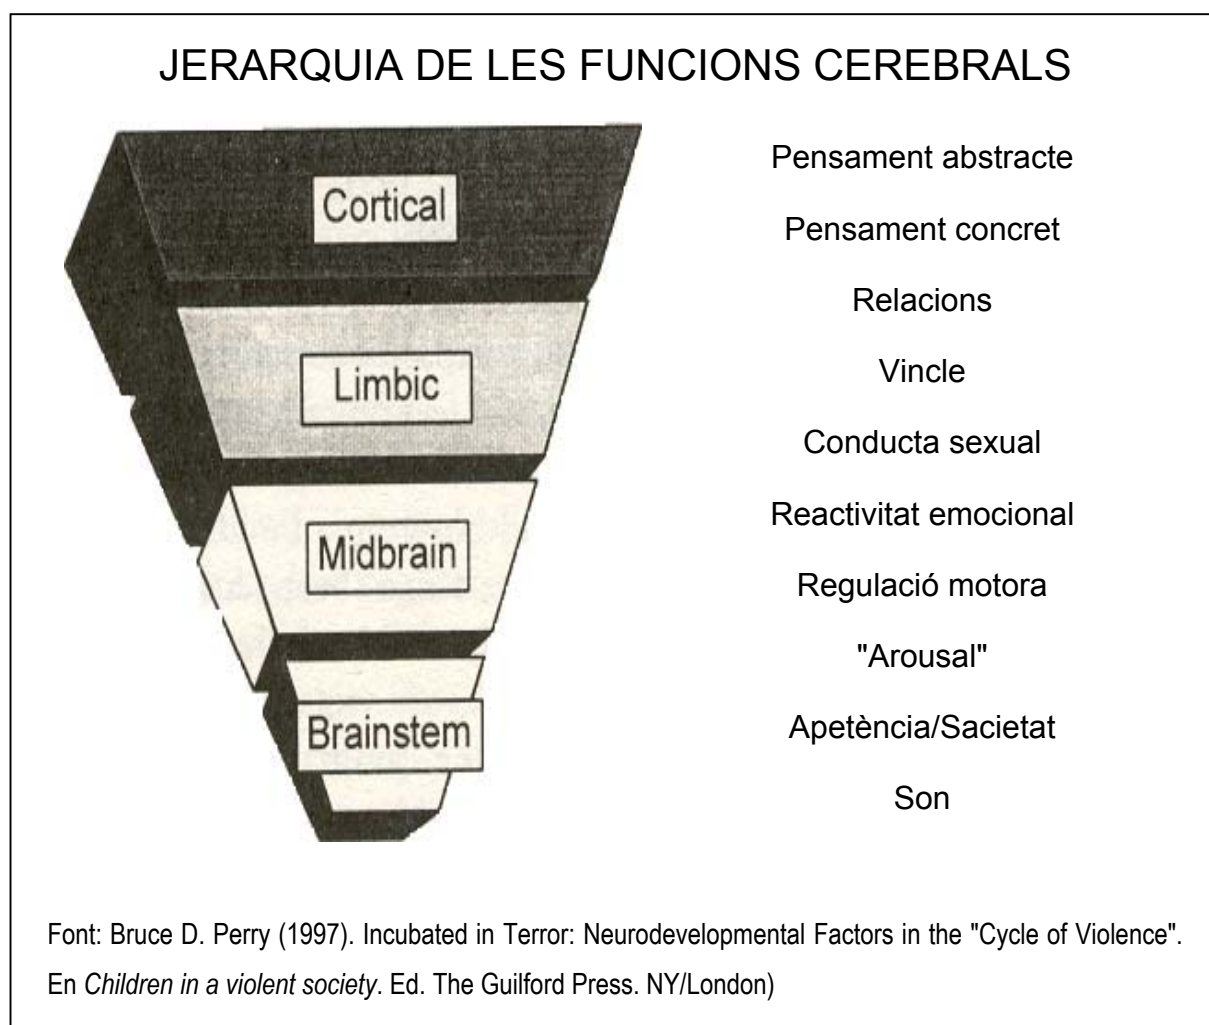 JERARQUIA DE LES FUNCIONS CEREBRALS
Cortical
Limbic
Midbrain
Brainstem
Pensament abstracte
Pensament concret
Relacions
Vincle
Conducta sexual
Reactivitat emocional
Regulació motora
"Arousal"
Apetència/Sacietat
Son
Font: Bruce D. Perry (1997). Incubated in Terror: Neurodevelopmental Factors in the "Cycle of Violence".
En Children in a violent society. Ed. The Guilford Press. NY/London)